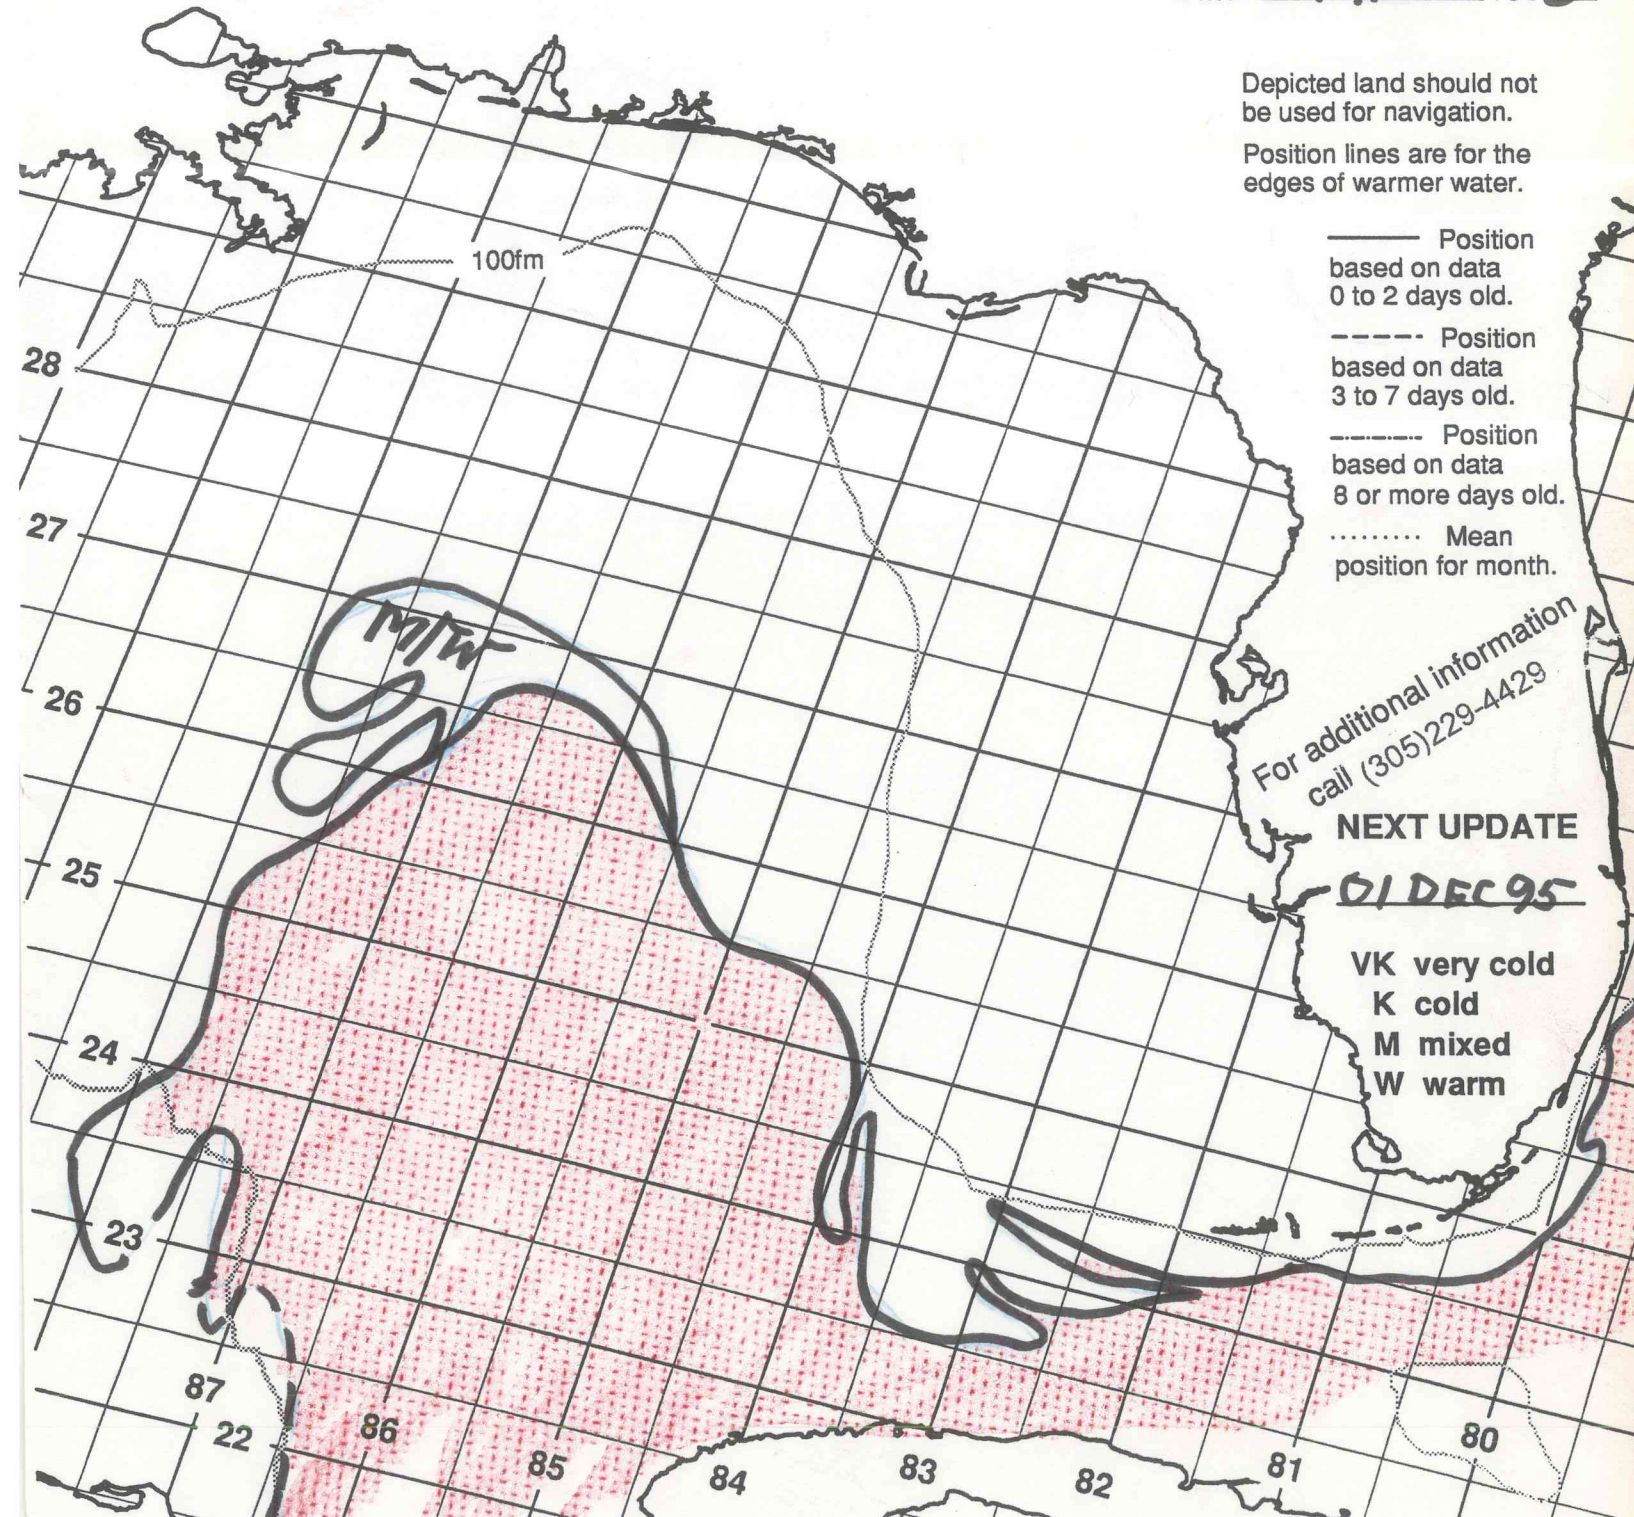 Depicted land should not
be used for navigation.
Position lines are for the
edges of warmer water.
Position
based on data
0 to 2 days old.
Position
based on data
3 to 7 days old.
Position
based on data
8 or more days old.
Mean
position for month.
For additional information
call (305)229-4429
NEXT UPDATE
01 DEC 95
VK very cold
K cold
M mixed
W warm
100fm
28
27
M/W
26
25
24
23
22
87
86
85
84
83
82
81
80